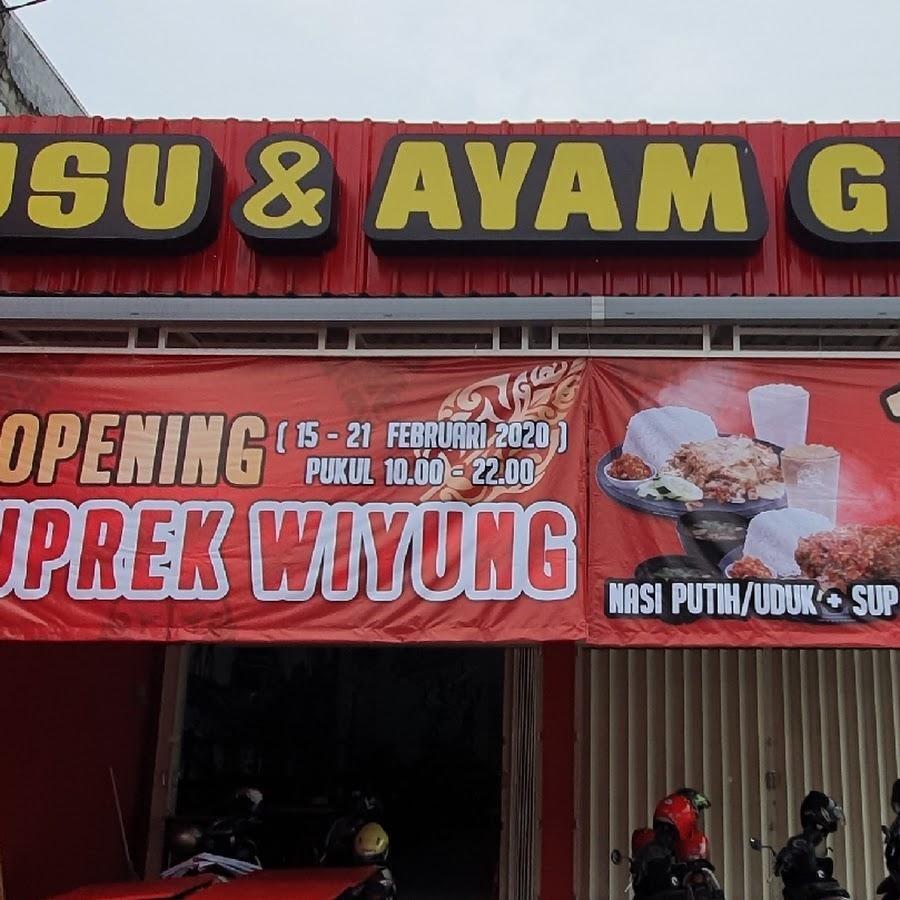 USU & AYAM G
OPENING
( 15 - 21 FEBRUARI 2020 )
PUKUL 10.00 - 22.00
UPREK WIYUNG
NASI PUTIH/UDUK + SUP